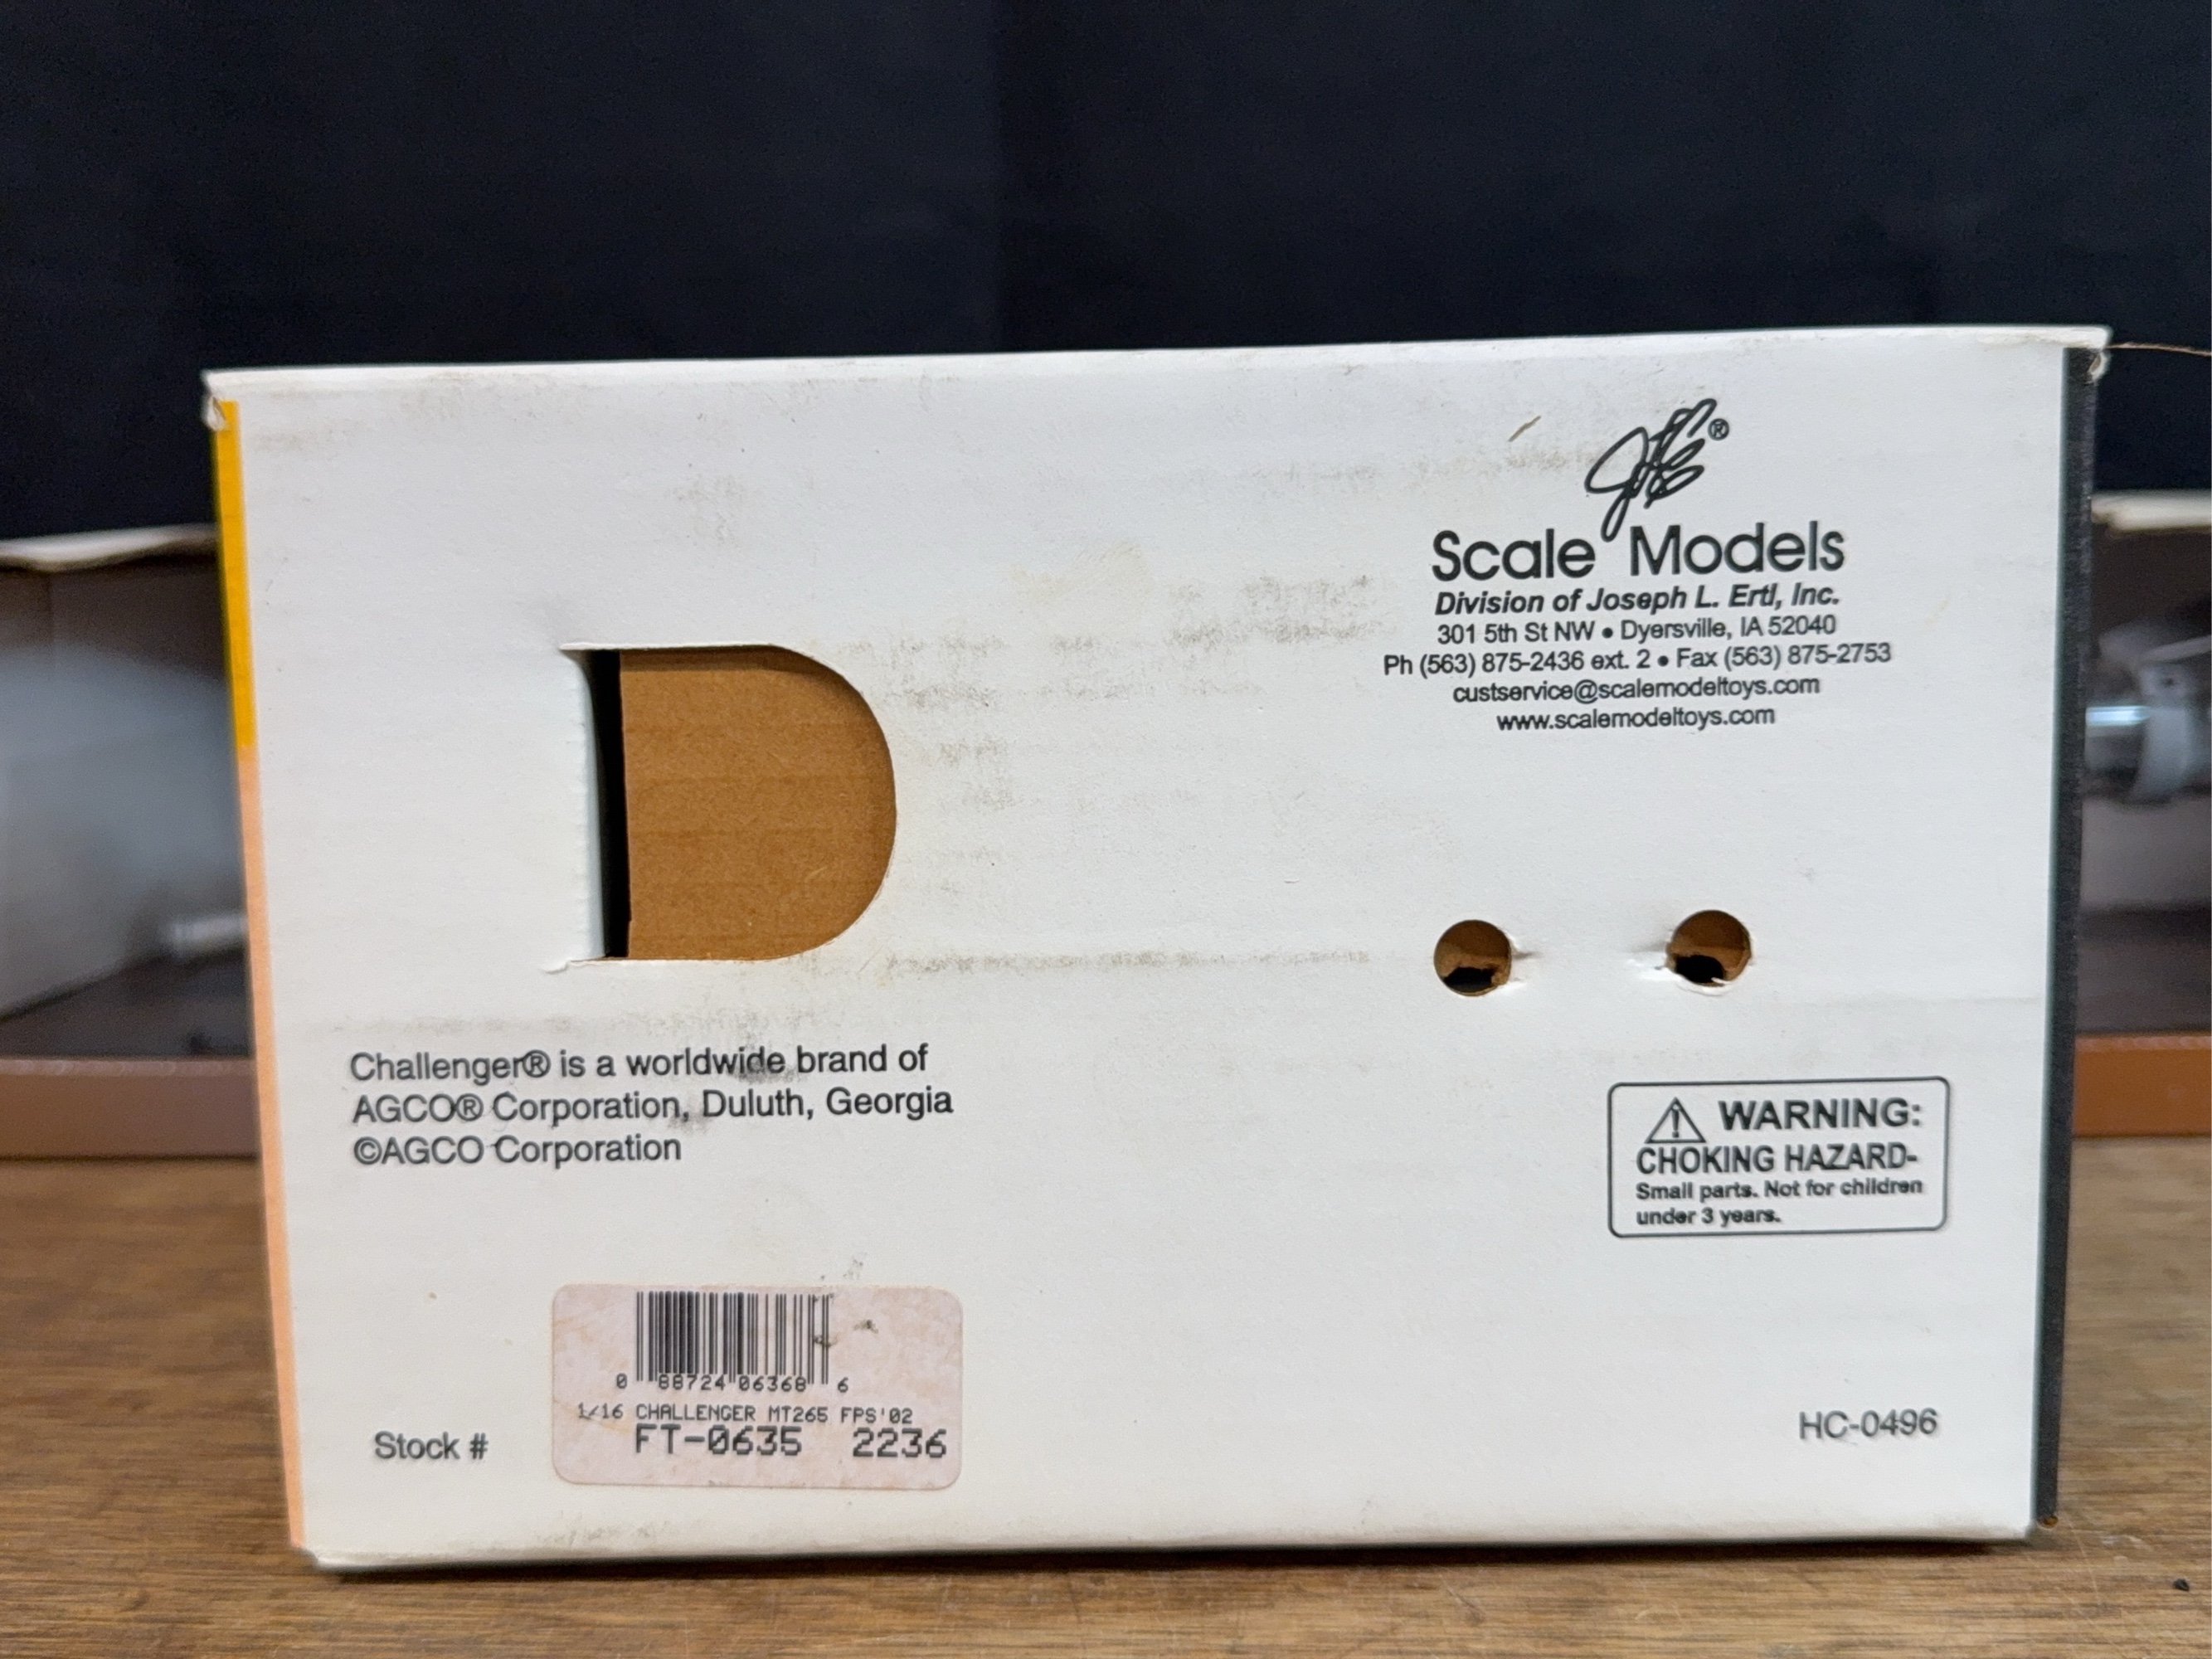 ®
Scale Models
Division of Joseph L. Ertl, Inc.
301 5th St NW • Dyersville, IA 52040
Ph (563) 875-2436 ext. 2 • Fax (563) 875-2753
custservice@scalemodeltoys.com
www.scalemodeltoys.com
Challenger® is a worldwide brand of
AGCO® Corporation, Duluth, Georgia
©AGCO Corporation
WARNING:
CHOKING HAZARD-
Small parts. Not for children
under 3 years.
0 88724 06368 6
1/16 CHALLENGER MT265 FPS'02
Stock # FT-0635 2236
HC-0496